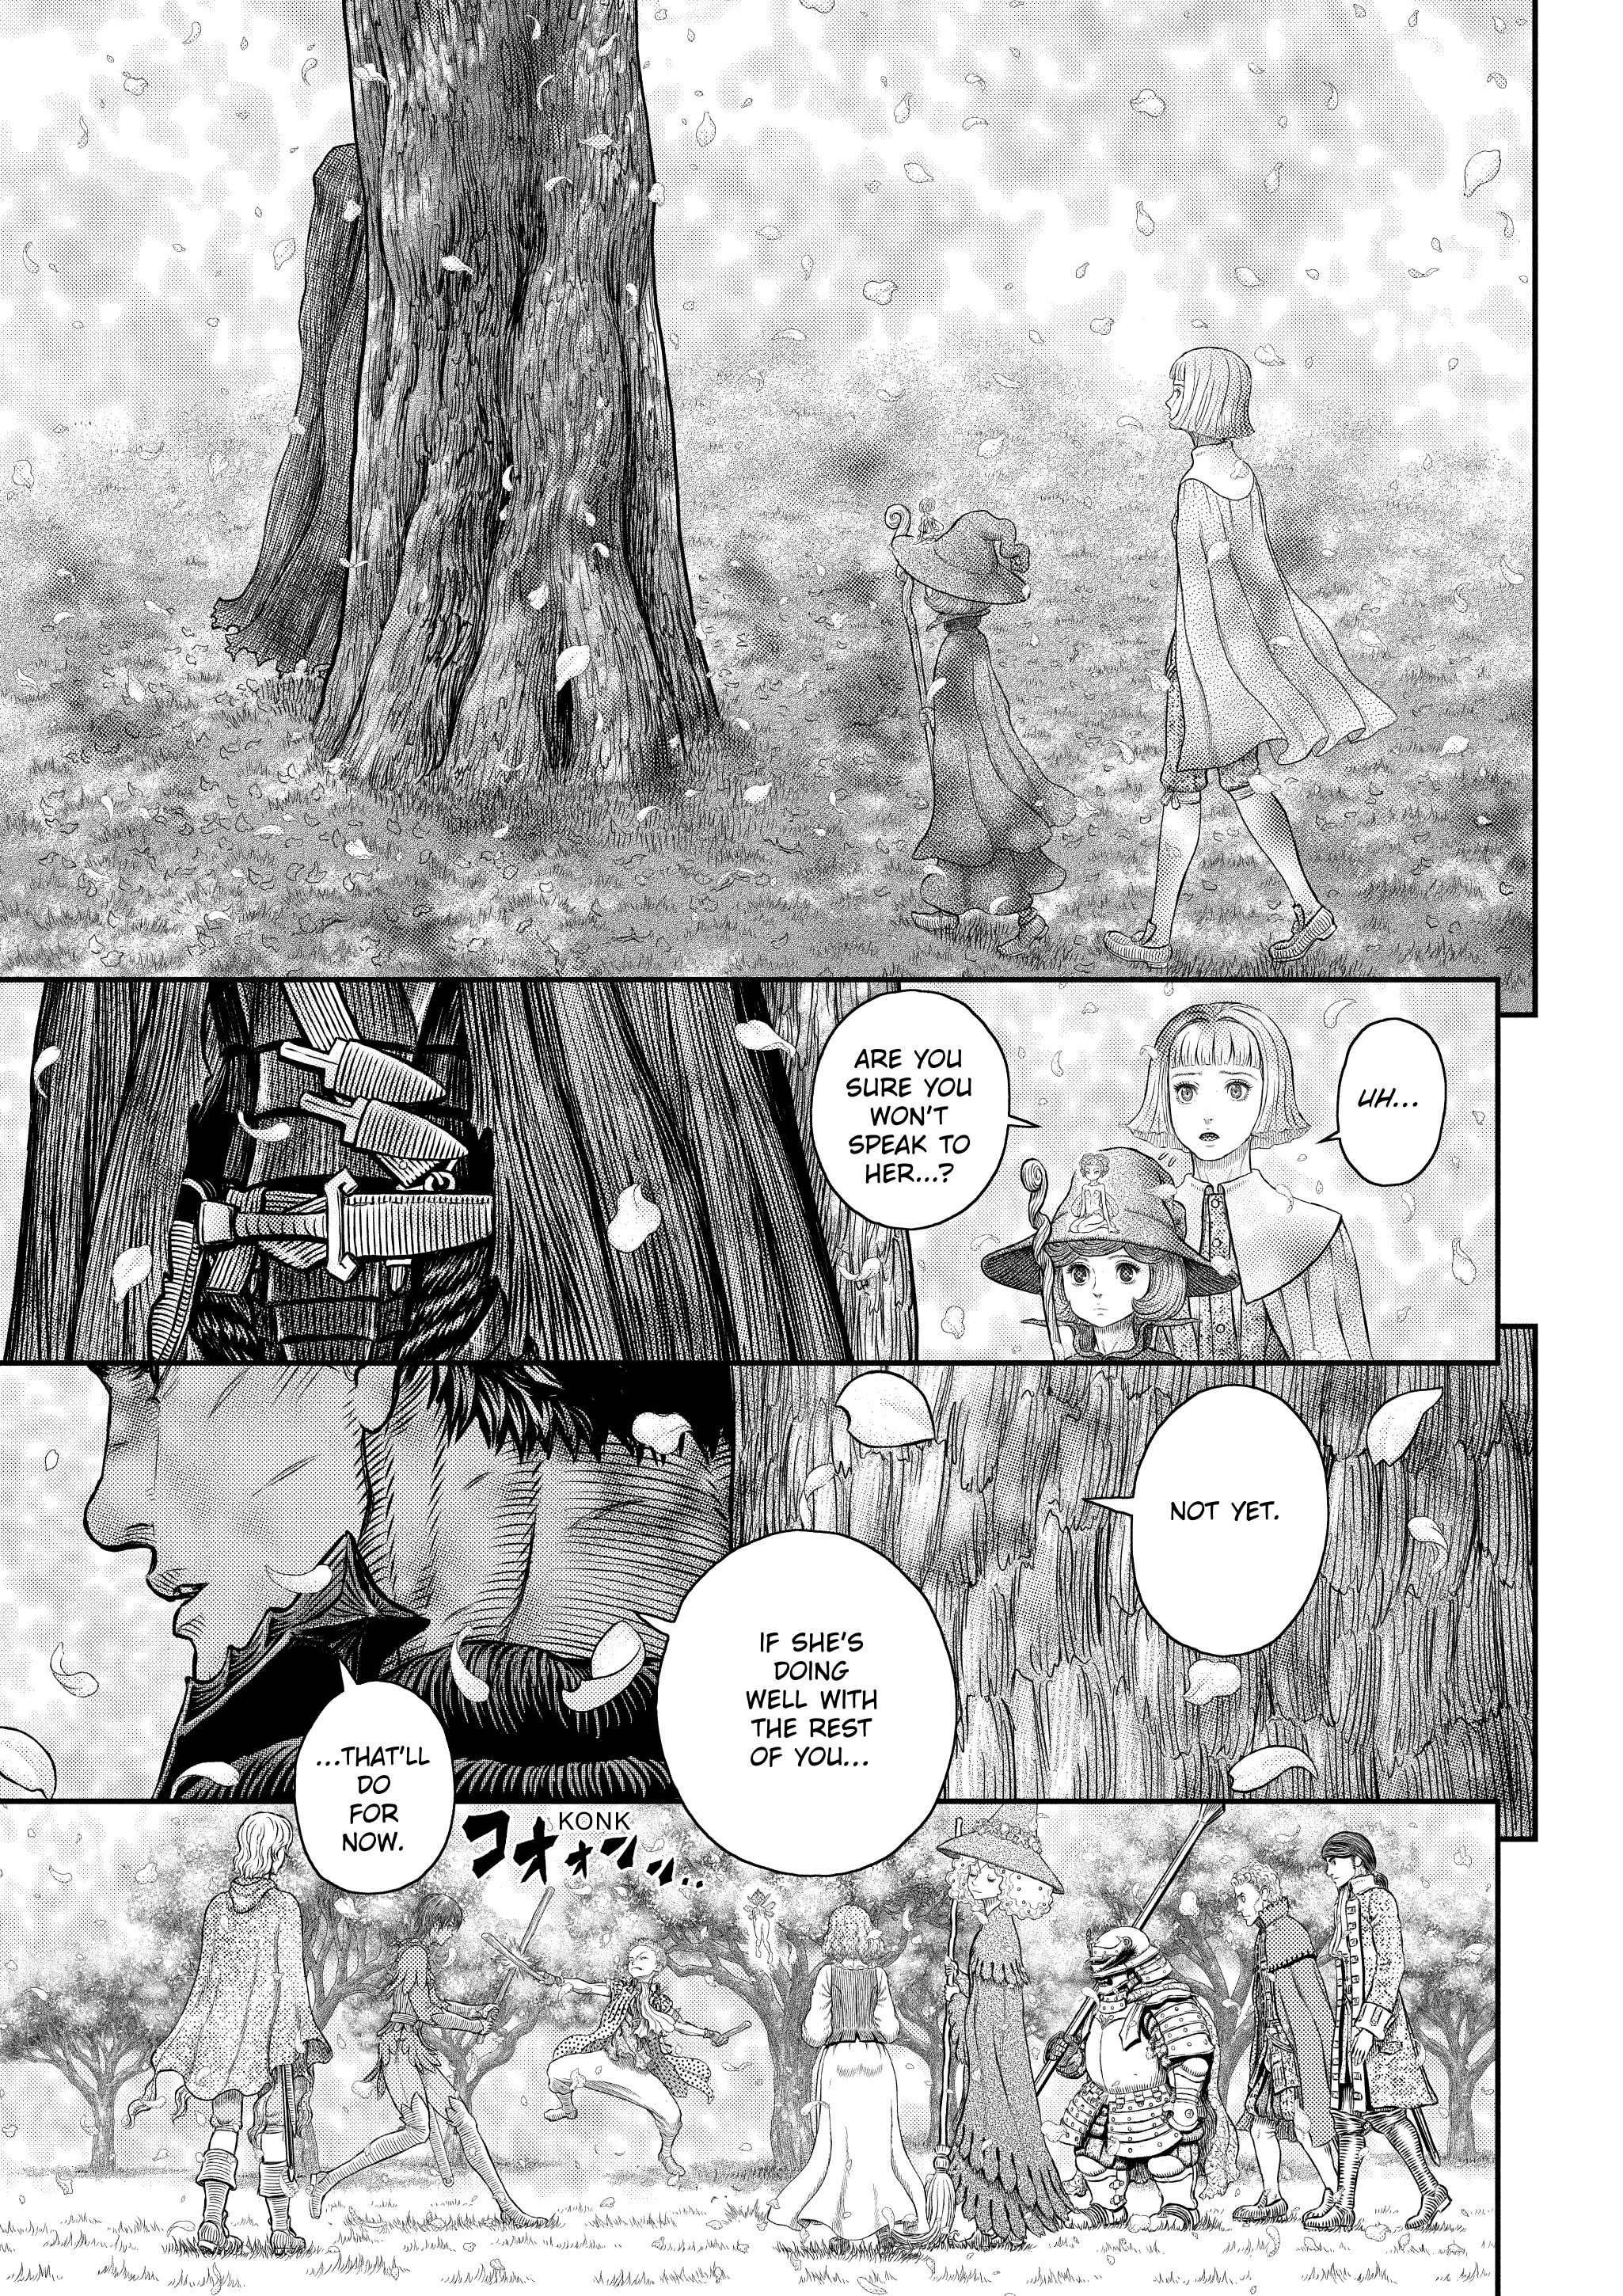 UH...
ARE YOU
SURE YOU
WON'T
SPEAK TO
HER...?
NOT YET.
IF SHE'S
DOING
WELL WITH
THE REST
OF YOU...
...THAT'LL
DO
FOR
NOW.
KONK
コオォーン...